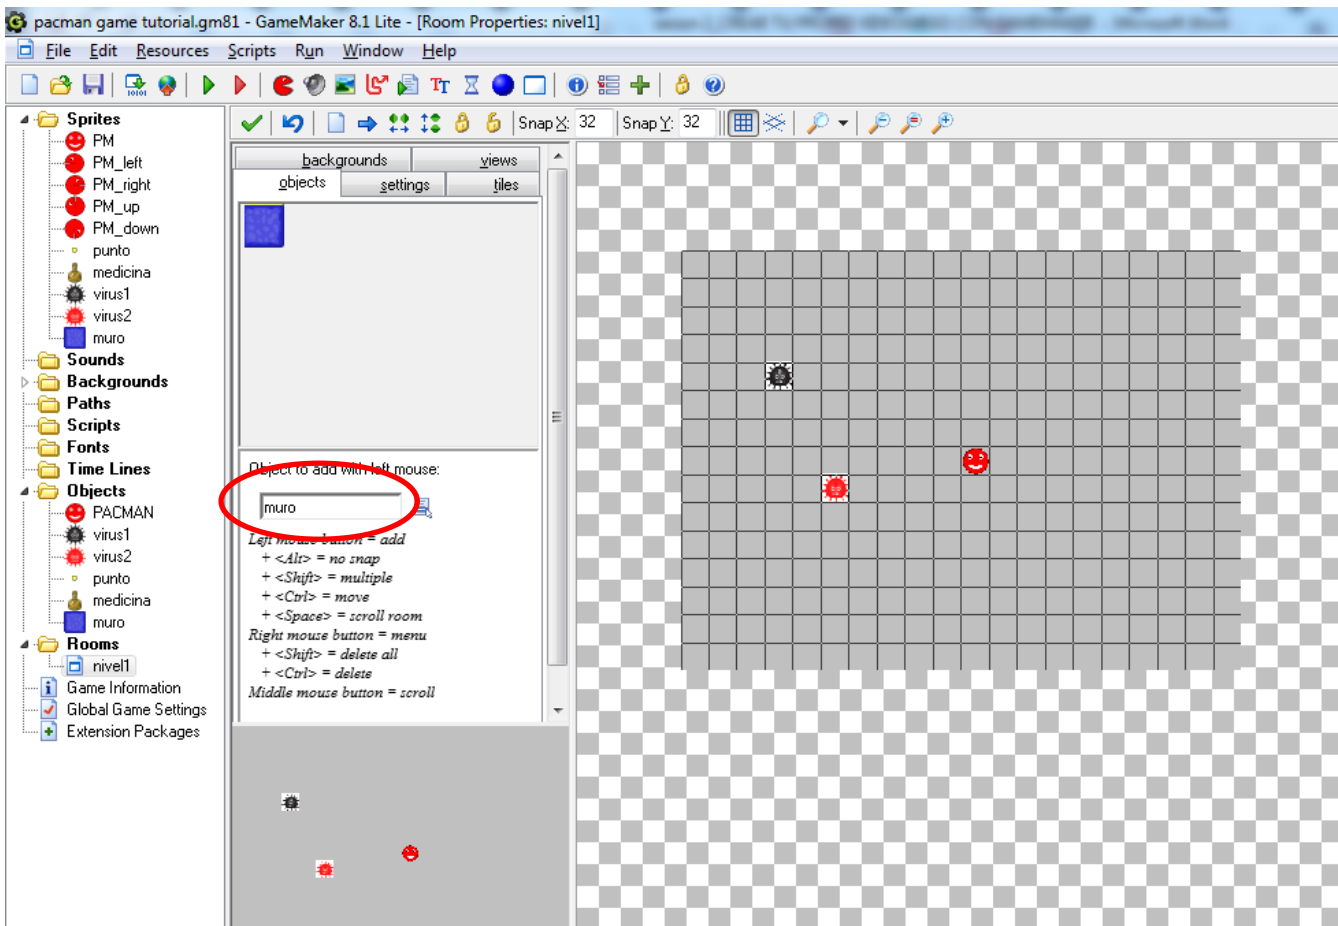 pacman game tutorial.gm81 - GameMaker 8.1 Lite - [Room Properties: nivel1]
File Edit Resources Scripts Run Window Help
Sprites
PM
PM_left
PM_right
PM_up
PM_down
punto
medicina
virus1
virus2
muro
Sounds
Backgrounds
Paths
Scripts
Fonts
Time Lines
Objects
PACMAN
virus1
virus2
punto
medicina
muro
Rooms
nivel1
Game Information
Global Game Settings
Extension Packages
Snap X: 32 Snap Y: 32
backgrounds views
objects settings tiles
Object to add with left mouse:
muro
Left mouse button = add
+ <Alt> = no snap
+ <Shift> = multiple
+ <Ctrl> = move
+ <Space> = scroll room
Right mouse button = menu
+ <Shift> = delete all
+ <Ctrl> = delete
Middle mouse button = scroll